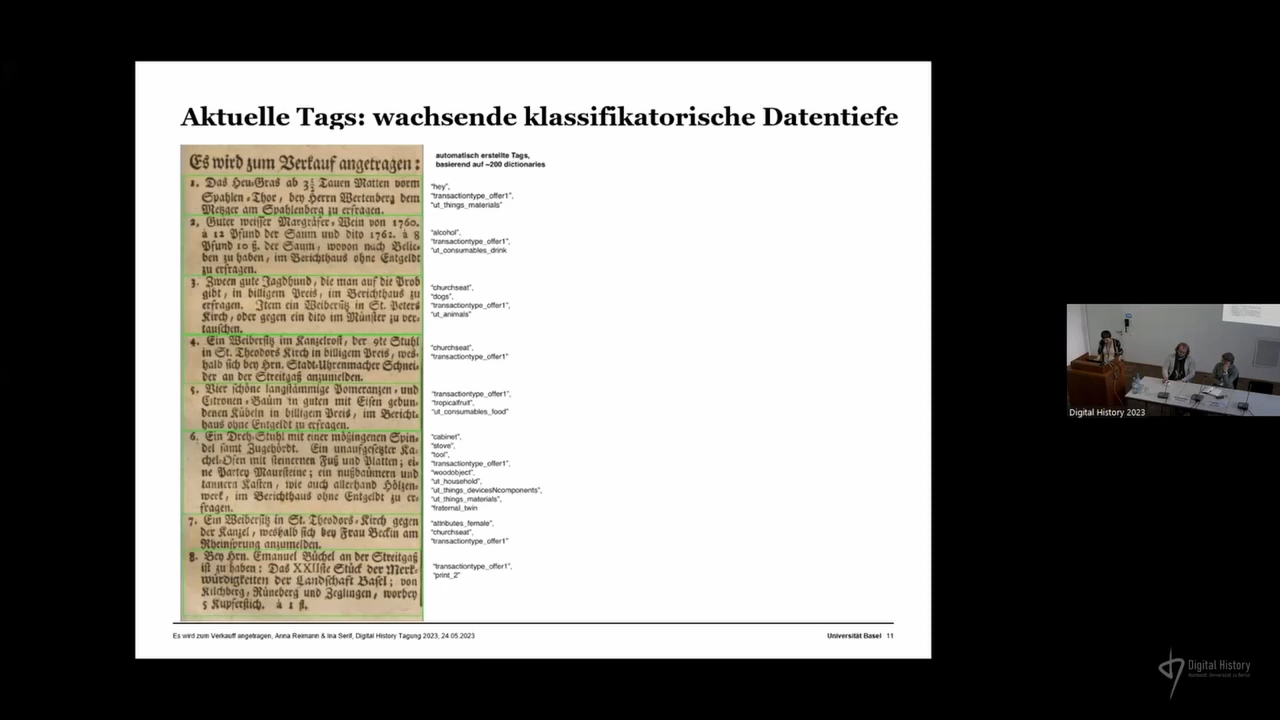 Aktuelle Tags: wachsende klassifikatorische Datentiefe
Es wird zum Verkauf angetragen:
1. Das Heu-Gras ab 3½ Tauen Matten vorm
Spahlen-Thor, bey Herrn Wertenberg dem
Metzger am Spahlenberg zu erfragen.
2. Guter weisser Margräfer-Wein von 1760.
à 12 Pfund der Saum und dito 1762. à 8
Pfund 10 ß. der Saum, wovon nach Belie-
ben zu haben, im Berichthaus ohne Entgeldt
zu erfragen.
3. Zween gute Jagdhund, die man auf die Prob
gibt, in billigem Preis, im Berichthaus zu
erfragen. Item ein Weibersitz in St. Peters
Kirch, oder gegen ein dito im Münster zu ver-
tauschen.
4. Ein Weibersitz im Kanzelrost, der 9te Stuhl
in St. Theodors Kirch in billigem Preis, wes-
halb sich bey Hrn. Stadt-Uhrenmacher Schnei-
der an der Streitgaß anzumelden.
5. Vier schöne langstämmige Pomeranzen- und
Citronen-Bäum in guten mit Eisen gebun-
denen Kübeln in billigem Preis, im Bericht-
haus ohne Entgeldt zu erfragen.
6. Ein Dreh-Stuhl mit einer mößingenen Spin-
del samt Zugehördt. Ein unaufgesetzter Ka-
chel-Ofen mit steinernen Fuß und Platten; ei-
ne Partey Maursteine; ein nußbäumern und
tannern Kasten, wie auch allerhand Höltzen-
werk, im Berichthaus ohne Entgeldt zu er-
fragen.
7. Ein Weibersitz in St. Theodors-Kirch gegen
der Kanzel, weshalb sich bey Frau Beckin am
Rheinsprung anzumelden.
8. Bey Hrn. Emanuel Büchel an der Streitgaß
ist zu haben: Das XXIIste Stück der Merk-
würdigkeiten der Landschaft Basel; von
Kilchberg, Rüneberg und Zeglingen, worbey
5 Kupferstich. à 1 fl.
automatisch erstellte Tags,
basierend auf ~200 dictionaries
"hey",
"transactiontype_offer1",
"ut_things_materials"
"alcohol",
"transactiontype_offer1",
"ut_consumables_drink
"churchseat",
"dogs",
"transactiontype_offer1",
"ut_animals"
"churchseat",
"transactiontype_offer1"
"transactiontype_offer1",
"tropicalfruit",
"ut_consumables_food"
"cabinet",
"stove",
"tool",
"transactiontype_offer1",
"woodobject",
"ut_household",
"ut_things_devicesNcomponents",
"ut_things_materials",
"fraternal_twin
"attributes_female",
"churchseat",
"transactiontype_offer1"
"transactiontype_offer1",
"print_2"
Es wird zum Verkauff angetragen, Anna Reimann & Ina Serif, Digital History Tagung 2023, 24.05.2023
Universität Basel 11
Digital History 2023
Digital History
Humboldt-Universität zu Berlin